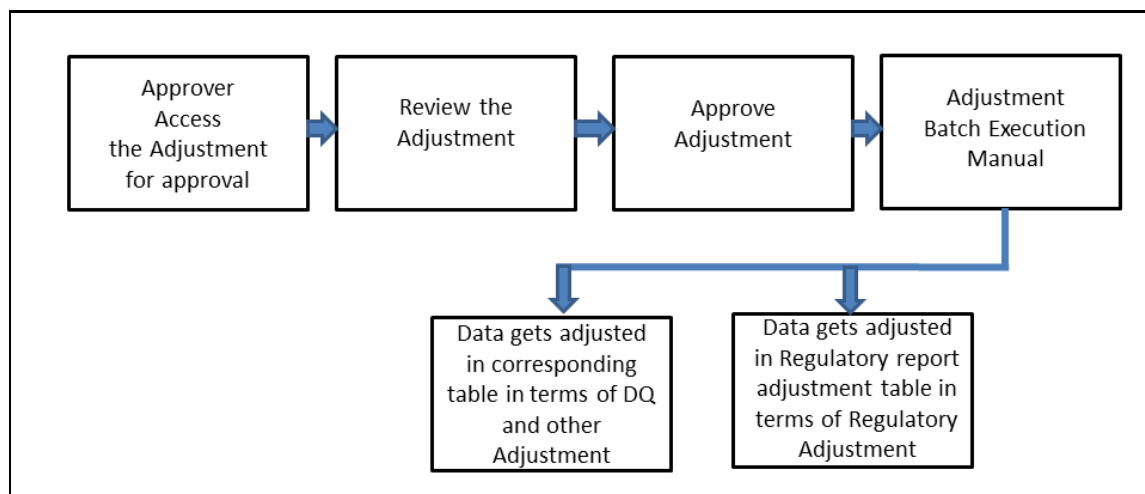 Approver
Access
the Adjustment
for approval
Review the
Adjustment
Approve
Adjustment
Adjustment
Batch Execution
Manual
Data gets adjusted
in corresponding
table in terms of DQ
and other
Adjustment
Data gets adjusted
in Regulatory report
adjustment table in
terms of Regulatory
Adjustment